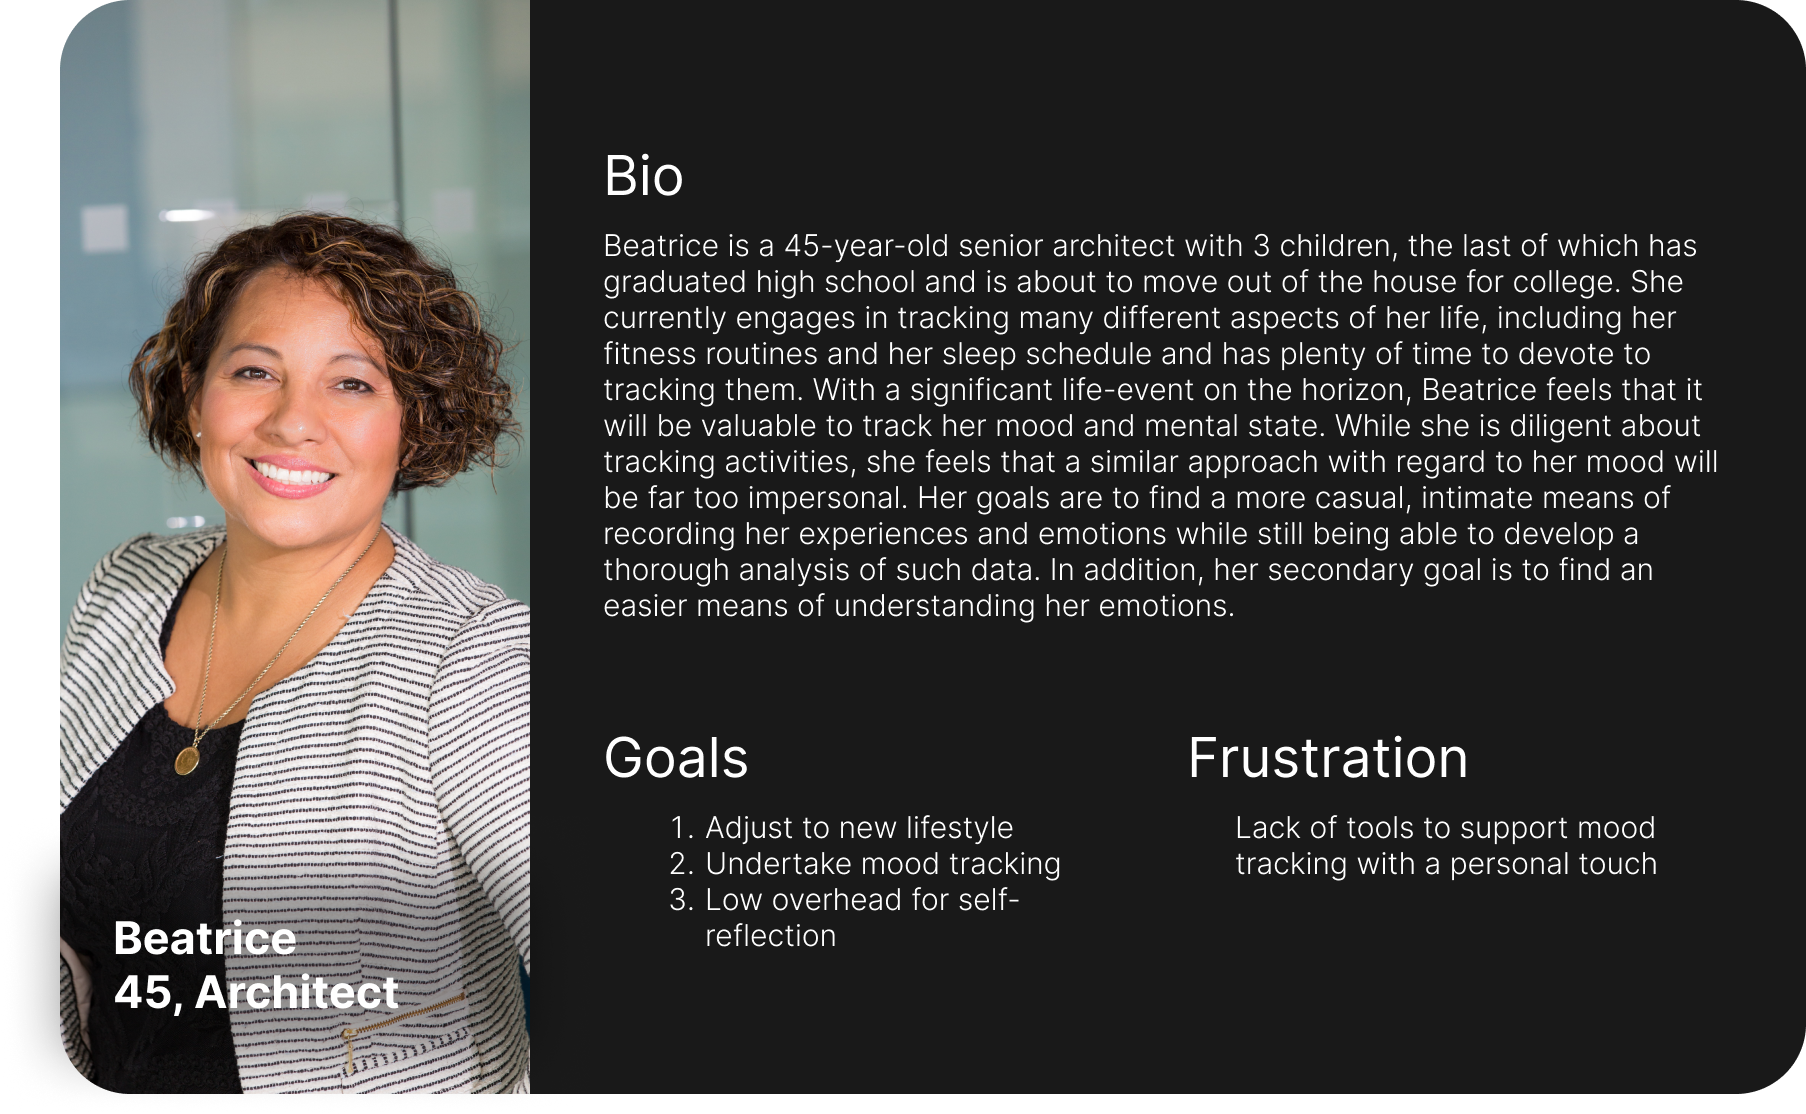 Bio
Beatrice is a 45-year-old senior architect with 3 children, the last of which has
graduated high school and is about to move out of the house for college. She
currently engages in tracking many different aspects of her life, including her
fitness routines and her sleep schedule and has plenty of time to devote to
tracking them. With a significant life-event on the horizon, Beatrice feels that it
will be valuable to track her mood and mental state. While she is diligent about
tracking activities, she feels that a similar approach with regard to her mood will
be far too impersonal. Her goals are to find a more casual, intimate means of
recording her experiences and emotions while still being able to develop a
thorough analysis of such data. In addition, her secondary goal is to find an
easier means of understanding her emotions.
Goals
1. Adjust to new lifestyle
2. Undertake mood tracking
3. Low overhead for self-
reflection
Frustration
Lack of tools to support mood
tracking with a personal touch
Beatrice
45, Architect